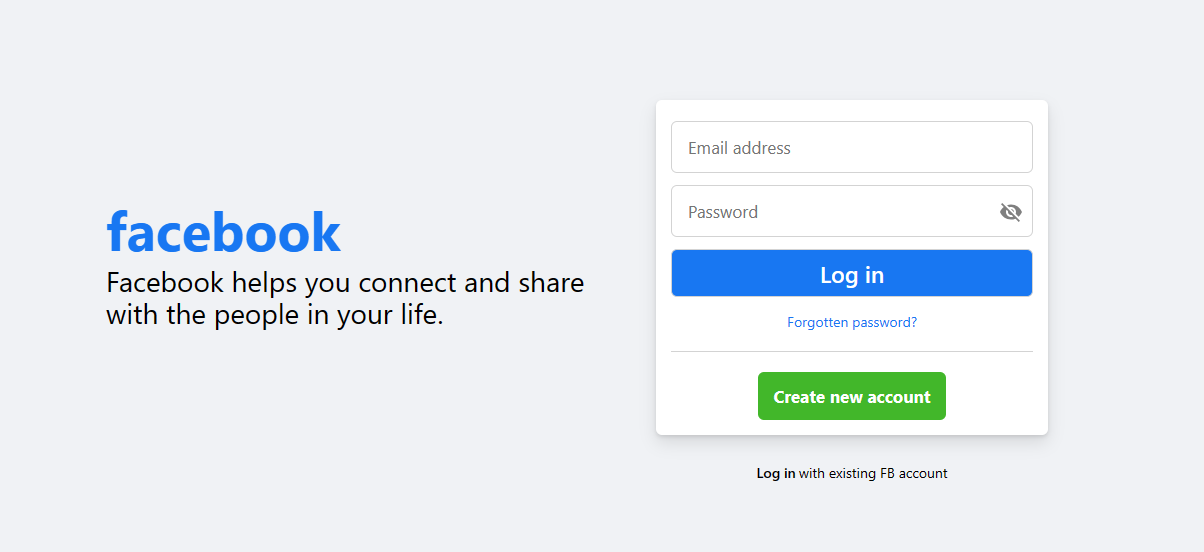 facebook
Facebook helps you connect and share
with the people in your life.
Email address
Password
Log in
Forgotten password?
Create new account
Log in with existing FB account